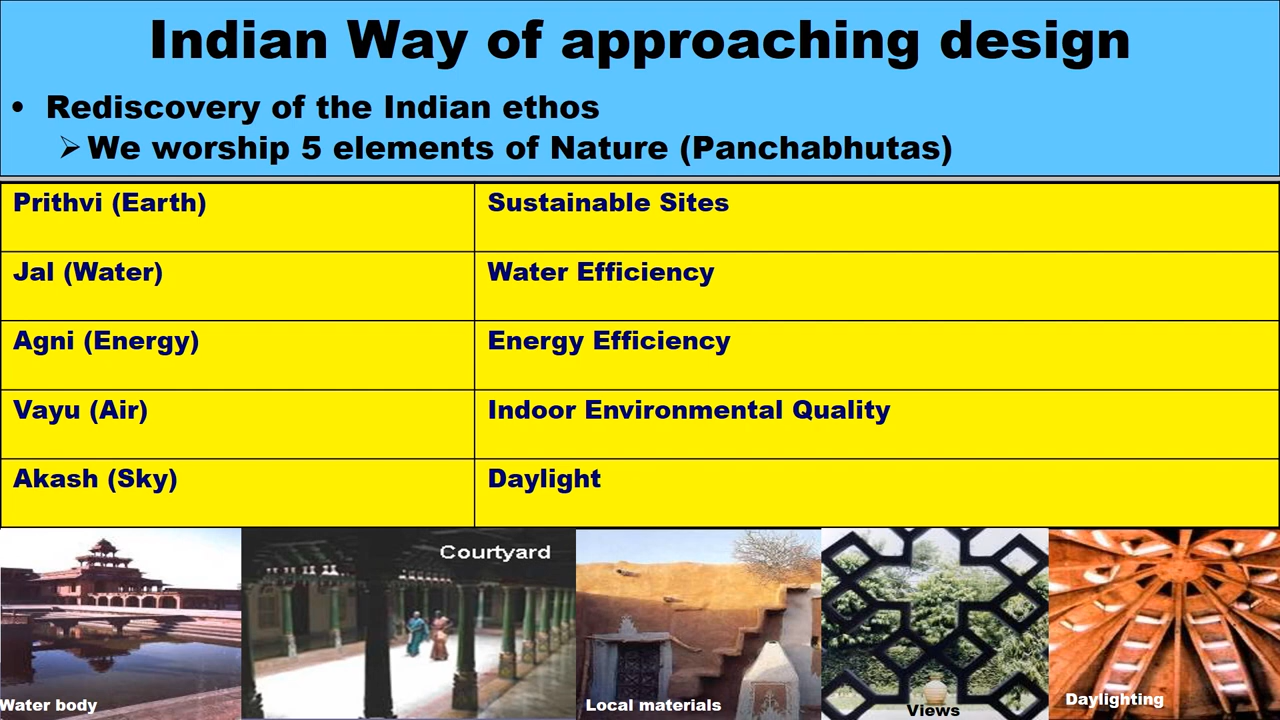 Indian Way of approaching design
• Rediscovery of the Indian ethos
➢ We worship 5 elements of Nature (Panchabhutas)
Prithvi (Earth) Sustainable Sites
Jal (Water) Water Efficiency
Agni (Energy) Energy Efficiency
Vayu (Air) Indoor Environmental Quality
Akash (Sky) Daylight
Courtyard
Water body
Local materials
Views
Daylighting